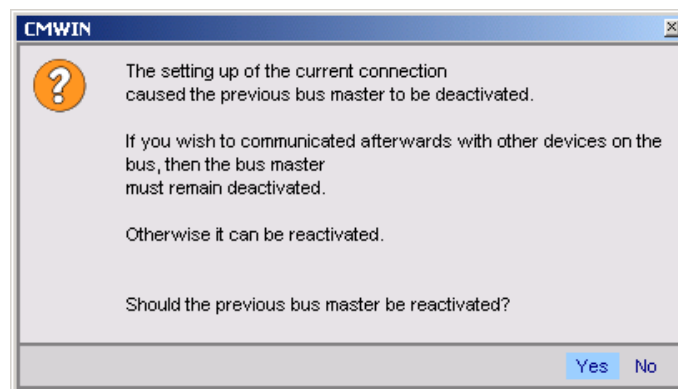 CMWIN
The setting up of the current connection
caused the previous bus master to be deactivated.
If you wish to communicated afterwards with other devices on the
bus, then the bus master
must remain deactivated.
Otherwise it can be reactivated.
Should the previous bus master be reactivated?
Yes No